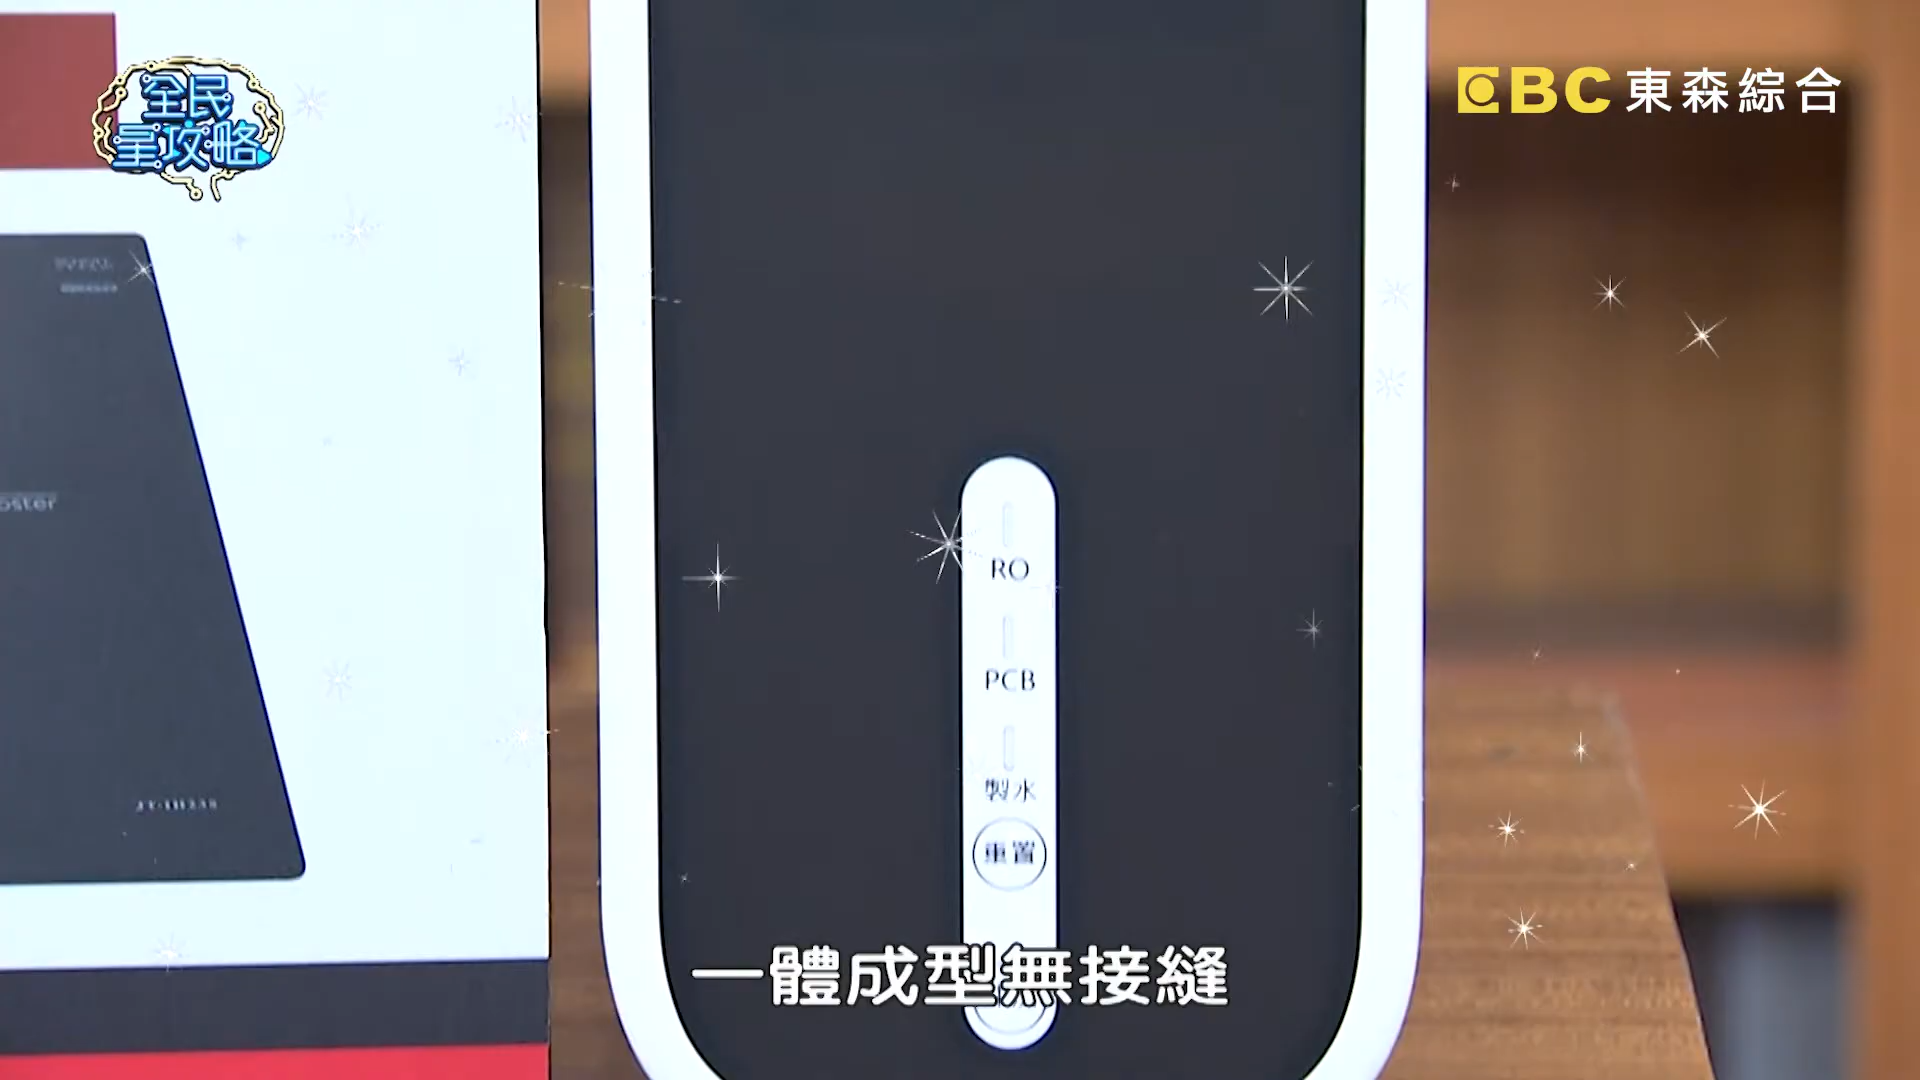 全民
星攻略
EBC 東森綜合
oster
RO
PCB
製水
重置
一體成型無接縫